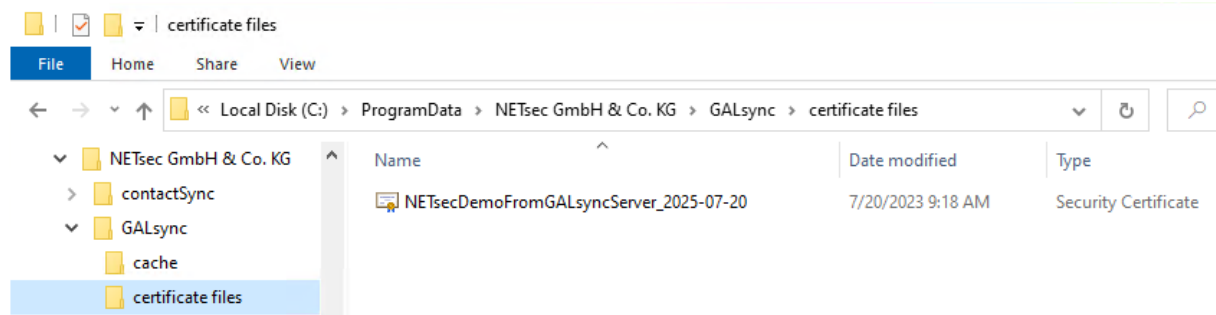 certificate files
File Home Share View
« Local Disk (C:) › ProgramData › NETsec GmbH & Co. KG › GALsync › certificate files
NETsec GmbH & Co. KG
Name Date modified Type
contactSync
NETsecDemoFromGALsyncServer_2025-07-20 7/20/2023 9:18 AM Security Certificate
GALsync
cache
certificate files